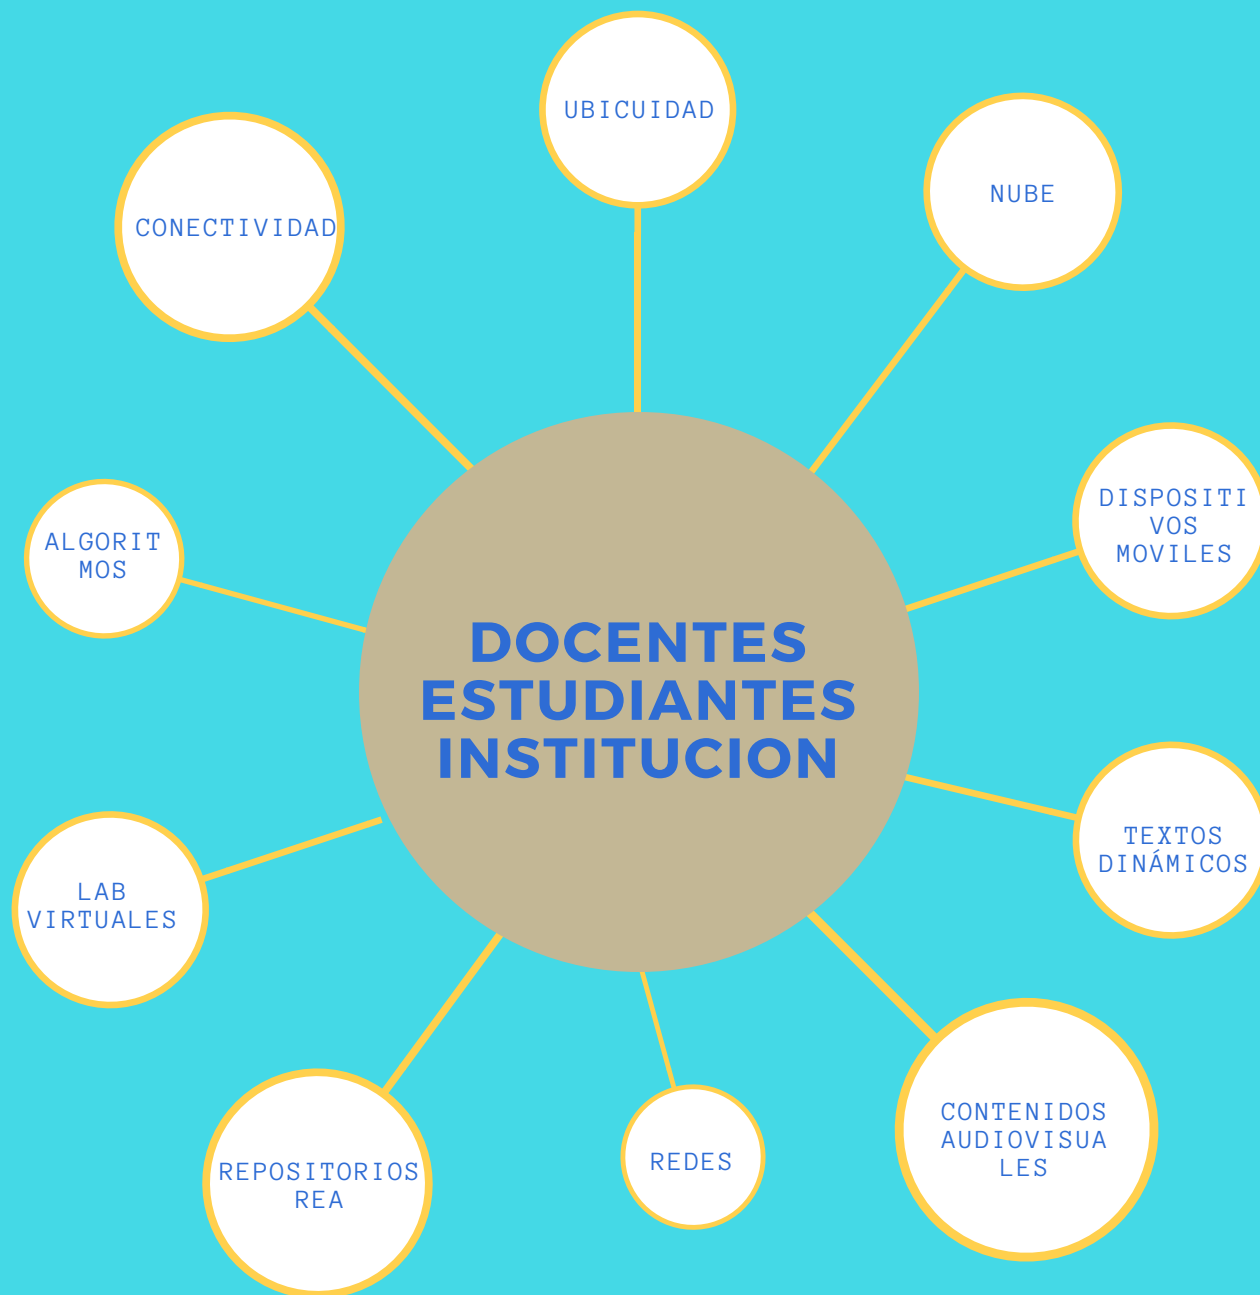 UBICUIDAD
NUBE
CONECTIVIDAD
DISPOSITI
VOS
MOVILES
ALGORIT
MOS
DOCENTES
ESTUDIANTES
INSTITUCION
TEXTOS
DINÁMICOS
LAB
VIRTUALES
CONTENIDOS
AUDIOVISUA
LES
REDES
REPOSITORIOS
REA